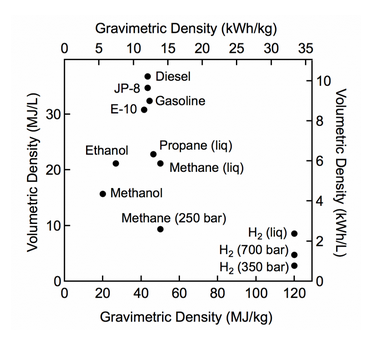 Gravimetric Density (kWh/kg)
0 5 10 15 20 25 30 35
Volumetric Density (MJ/L)
30
20
10
0
Diesel
JP-8
Gasoline
E-10
Ethanol
Propane (liq)
Methane (liq)
Methanol
Methane (250 bar)
H2 (liq)
H2 (700 bar)
H2 (350 bar)
10
8
6
4
2
0
Volumetric Density (kWh/L)
0 20 40 60 80 100 120
Gravimetric Density (MJ/kg)